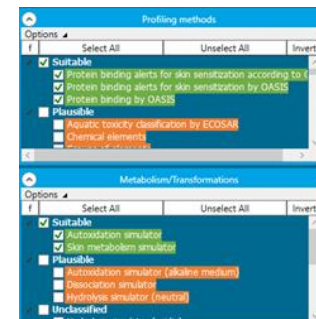 Profiling methods
Options
f Select All Unselect All Invert
Suitable
Protein binding alerts for skin sensitization according to
Protein binding alerts for skin sensitization by OASIS
Protein binding by OASIS
Plausible
Aquatic toxicity classification by ECOSAR
Chemical elements
Groups of elements
Metabolism/Transformations
Options
f Select All Unselect All Invert
Suitable
Autoxidation simulator
Skin metabolism simulator
Plausible
Autoxidation simulator (alkaline medium)
Dissociation simulator
Hydrolysis simulator (neutral)
Unclassified